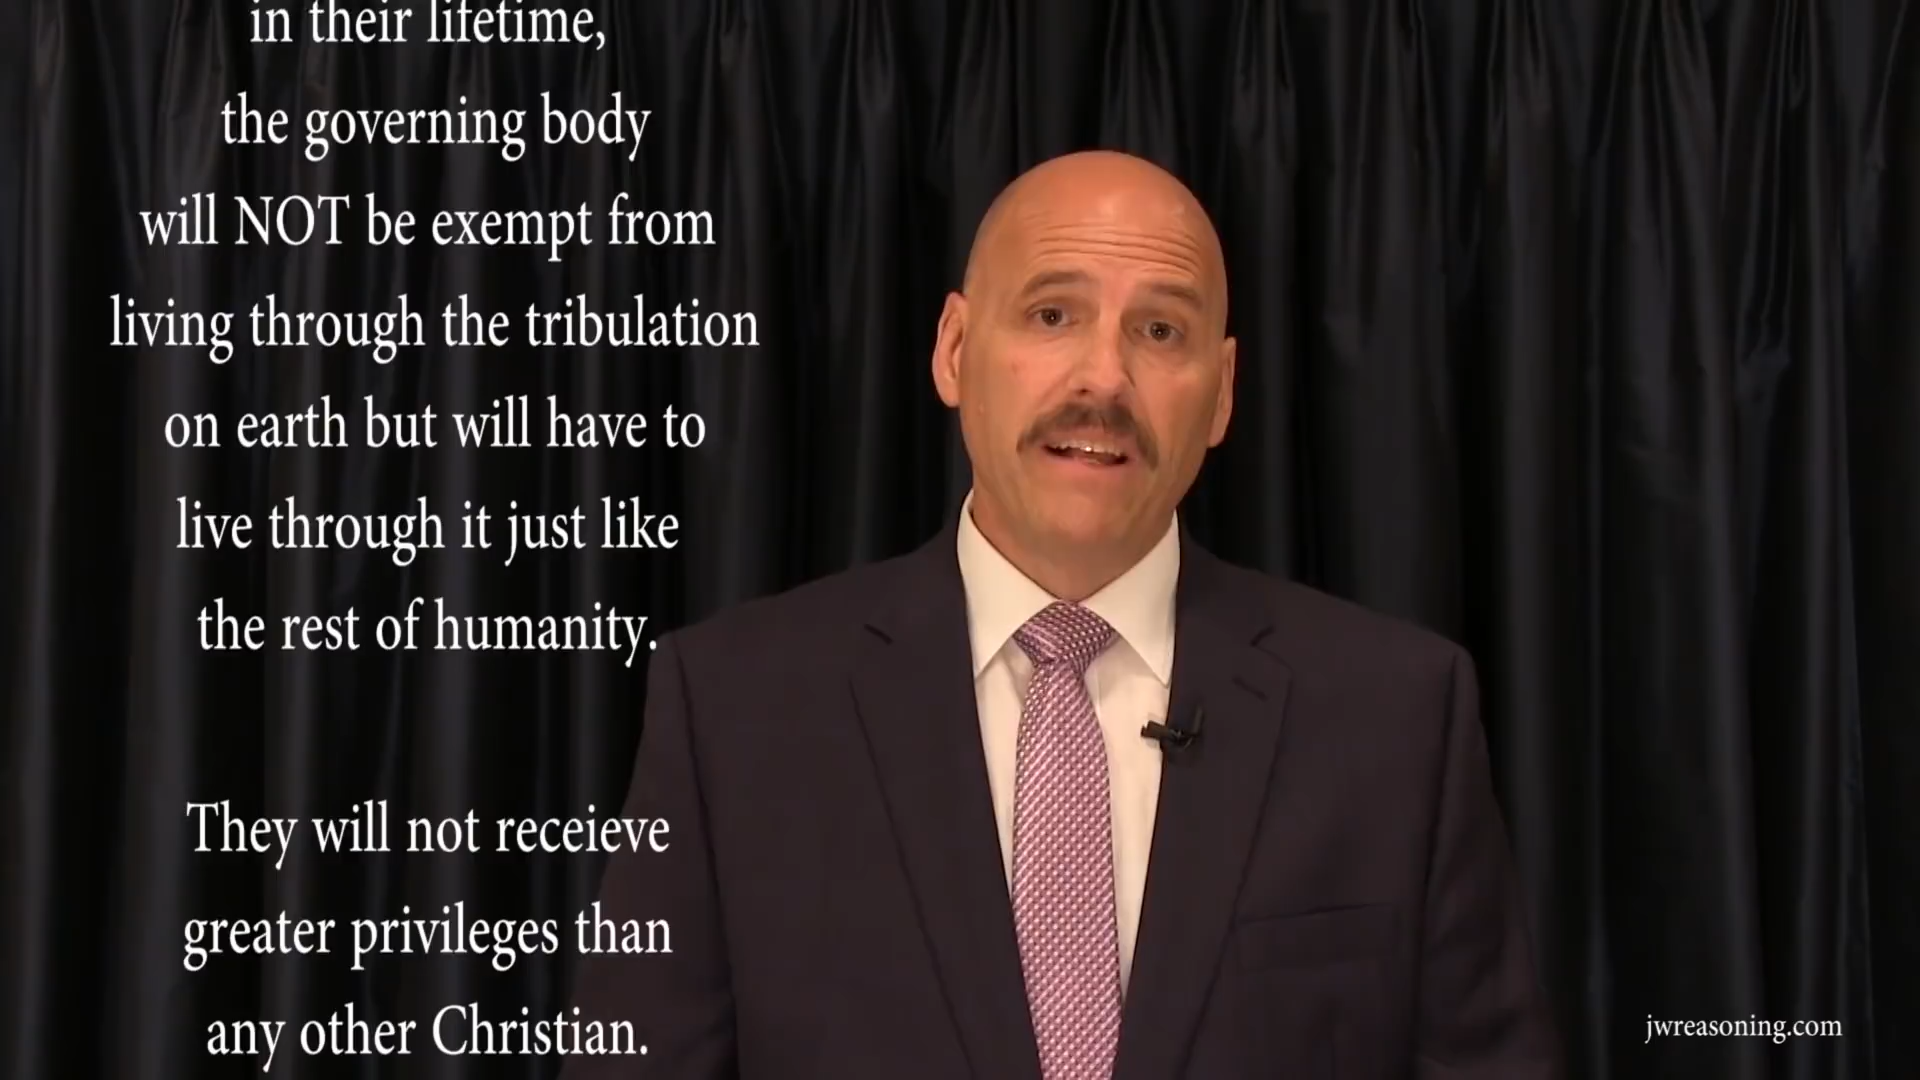 in their lifetime,
the governing body
will NOT be exempt from
living through the tribulation
on earth but will have to
live through it just like
the rest of humanity.
They will not receieve
greater privileges than
any other Christian.
jwreasoning.com